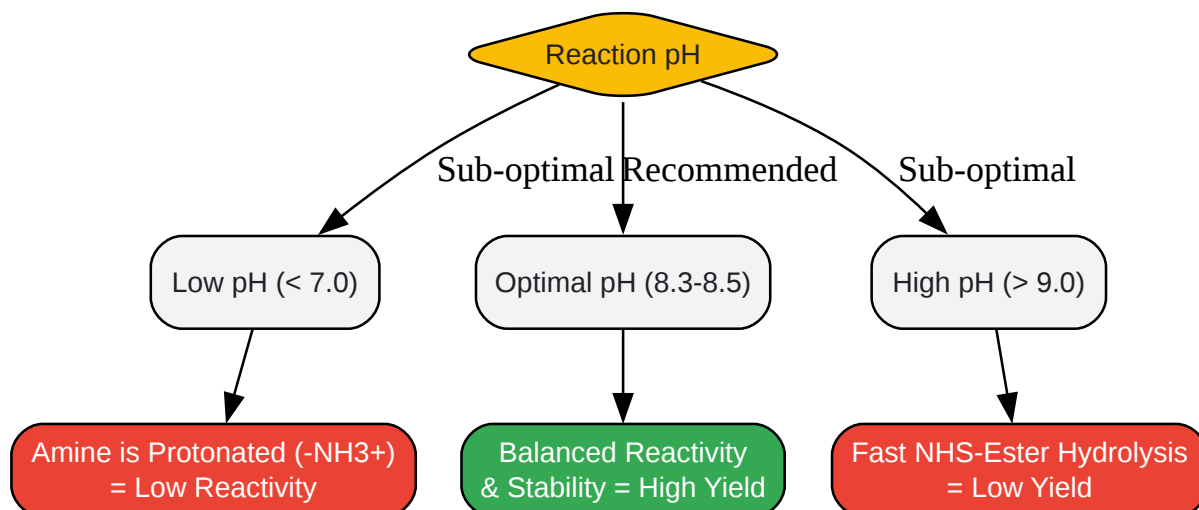 Reaction pH
Sub-optimal
Recommended
Sub-optimal
Low pH (< 7.0)
Optimal pH (8.3-8.5)
High pH (> 9.0)
Amine is Protonated (-NH3+)
= Low Reactivity
Balanced Reactivity
& Stability = High Yield
Fast NHS-Ester Hydrolysis
= Low Yield